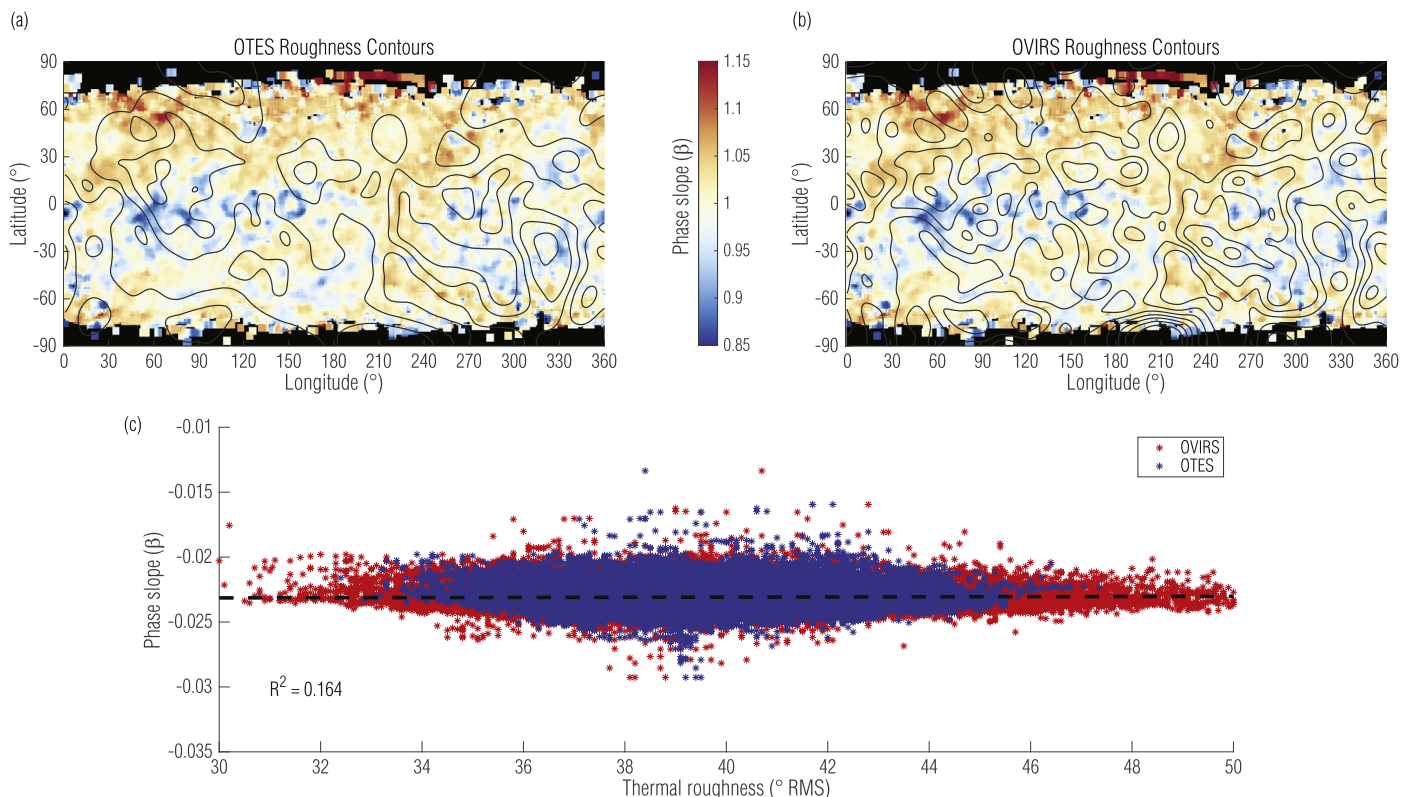 (a)
(b)
OTES Roughness Contours
OVIRS Roughness Contours
90
60
30
0
-30
-60
-90
Latitude (°)
0 30 60 90 120 150 180 210 240 270 300 330 360
Longitude (°)
1.15
1.1
1.05
1
0.95
0.9
0.85
Phase slope (β)
90
60
30
0
-30
-60
-90
Latitude (°)
0 30 60 90 120 150 180 210 240 270 300 330 360
Longitude (°)
(c)
-0.01
-0.015
-0.02
-0.025
-0.03
-0.035
Phase slope (β)
OVIRS
OTES
R² = 0.164
30 32 34 36 38 40 42 44 46 48 50
Thermal roughness (° RMS)